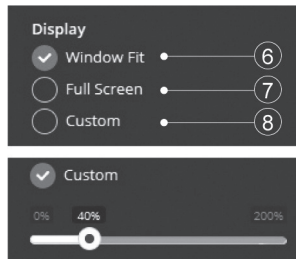 Display
Window Fit 6
Full Screen 7
Custom 8
Custom
0% 40% 200%